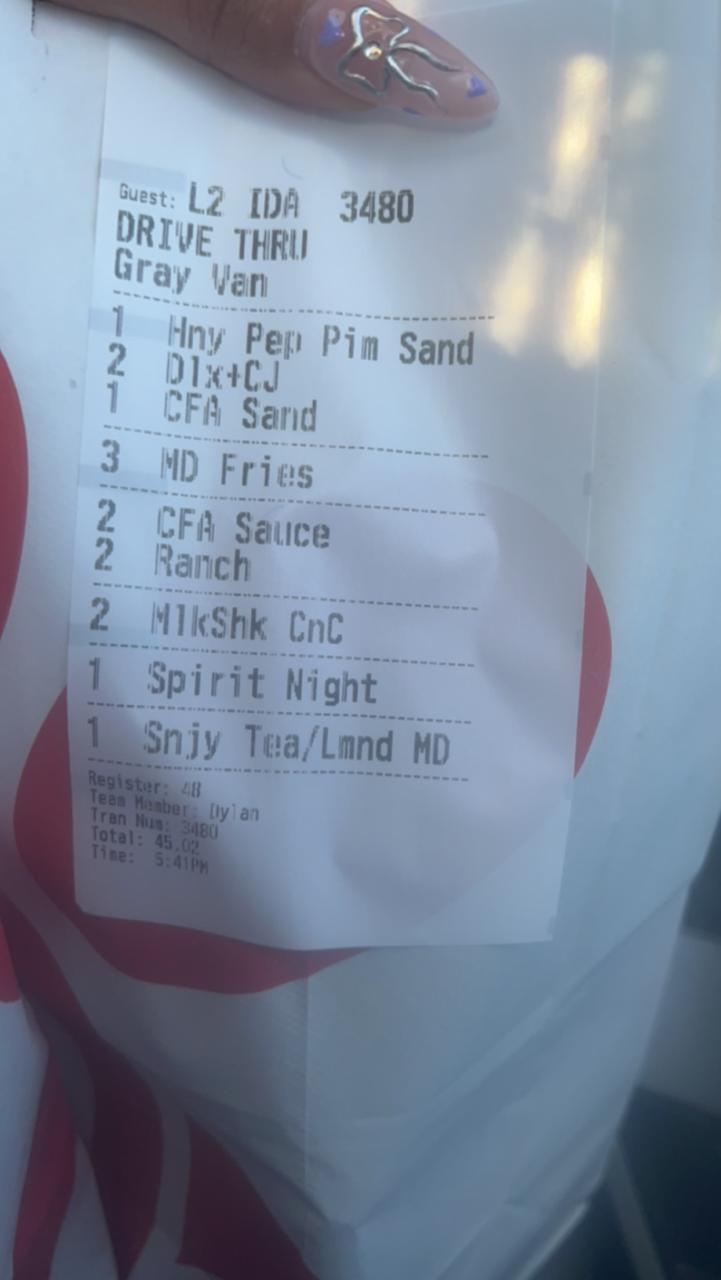 Guest: L2 IDA 3480
DRIVE THRU
Gray Van
1 Hny Pep Pim Sand
2 Dlx+CJ
1 CFA Sand
3 MD Fries
2 CFA Sauce
2 Ranch
2 MlkShk CnC
1 Spirit Night
1 Snjy Tea/Lmnd MD
Register: 48
Team Member: Dylan
Tran Num: 3480
Total: 45.02
Time: 5:41PM